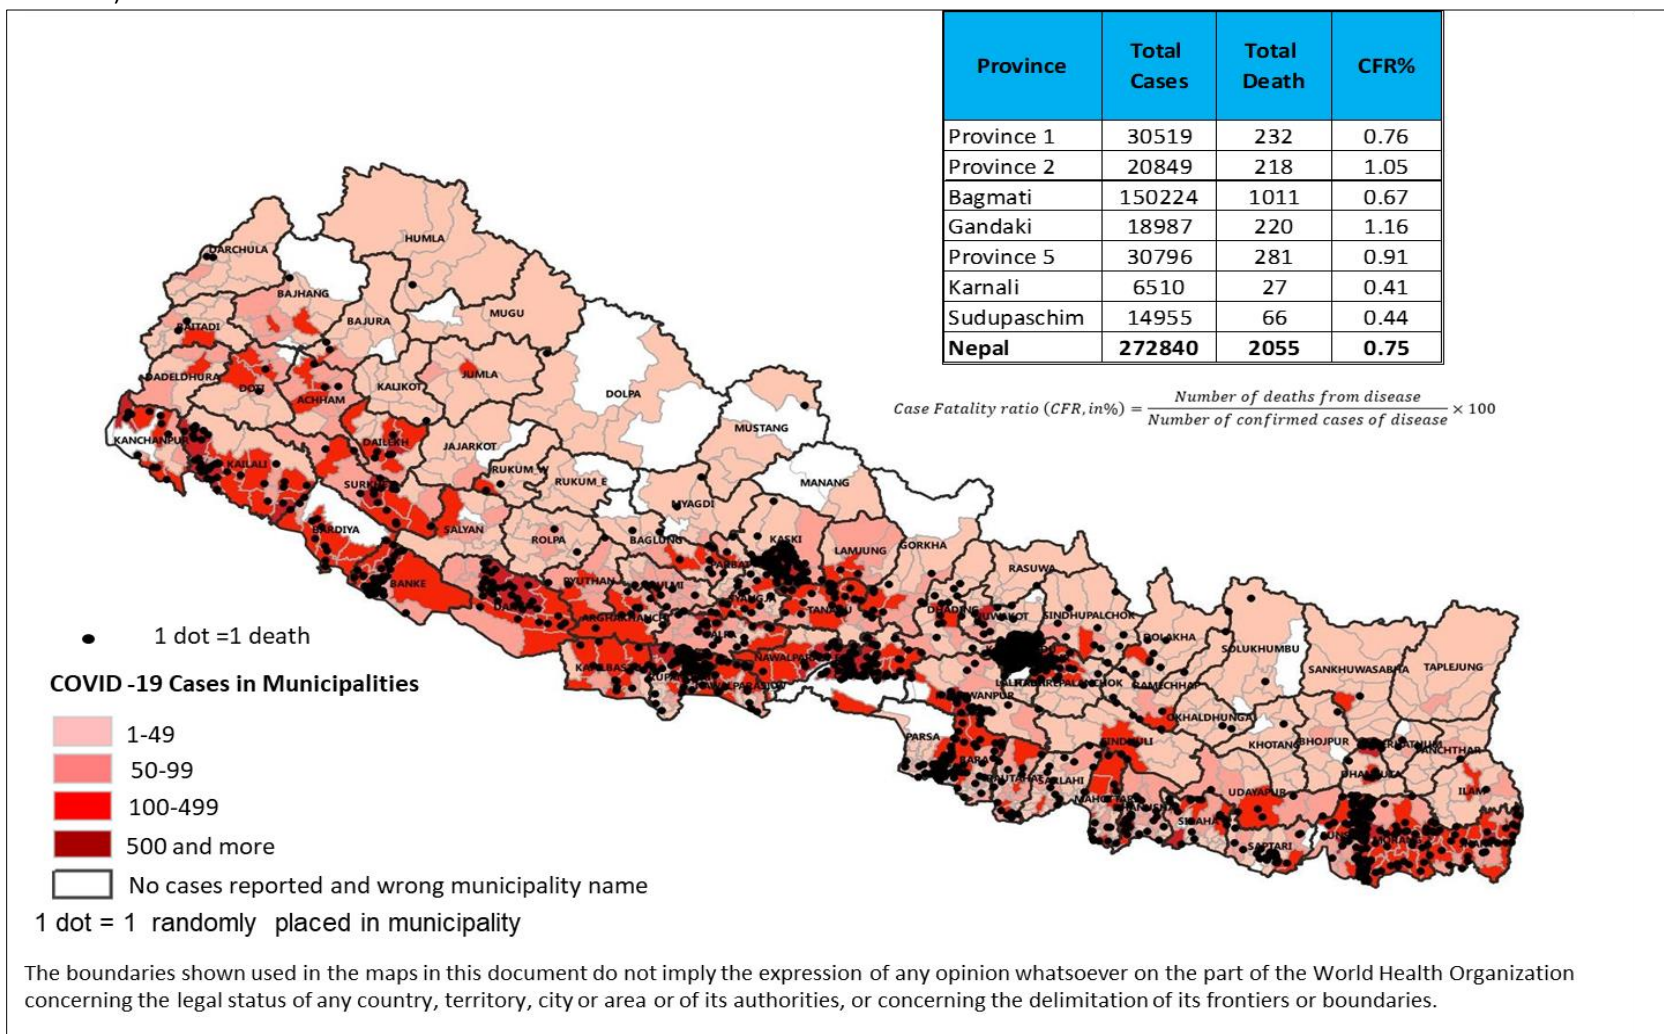 Province Total Cases Total Death CFR%
Province 1 30519 232 0.76
Province 2 20849 218 1.05
Bagmati 150224 1011 0.67
Gandaki 18987 220 1.16
Province 5 30796 281 0.91
Karnali 6510 27 0.41
Sudupaschim 14955 66 0.44
Nepal 272840 2055 0.75
Case Fatality ratio (CFR, in%) = Number of deaths from disease / Number of confirmed cases of disease × 100
HUMLA
DARCHULA
BAJHANG
MUGU
BAJURA
BAITADI
JUMLA
DADELDHURA
DOTI
KALIKOT
DOLPA
ACHHAM
MUSTANG
KANCHANPUR
DAILEKH
JAJARKOT
KAILALI
RUKUM_W
RUKUM_E
MANANG
MYAGDI
BARDIYA
SALYAN
ROLPA
BAGLUNG
KASKI
LAMJUNG
GORKHA
RASUWA
PYUTHAN
BANKE
TANAHU
DHADING
SINDHUPALCHOK
DOLAKHA
SOLUKHUMBU
SANKHUWASABHA
TAPLEJUNG
RAMECHHAP
OKHALDHUNGA
KHOTANG
BHOJPUR
PARSA
BARA
SINDHULI
SARLAHI
UDAYAPUR
ILAM
SIRAHA
SAPTARI
1 dot =1 death
COVID -19 Cases in Municipalities
1-49
50-99
100-499
500 and more
No cases reported and wrong municipality name
1 dot = 1 randomly placed in municipality
The boundaries shown used in the maps in this document do not imply the expression of any opinion whatsoever on the part of the World Health Organization
concerning the legal status of any country, territory, city or area or of its authorities, or concerning the delimitation of its frontiers or boundaries.